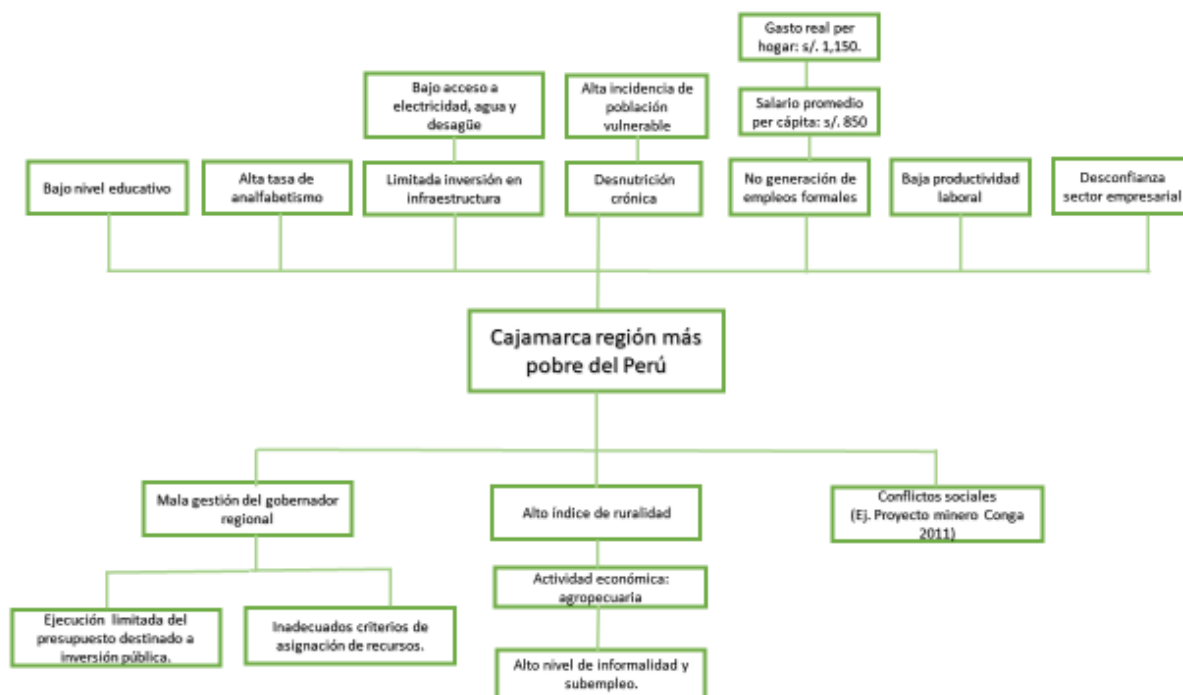 Gasto real per
hogar: s/. 1,150.
Bajo acceso a
electricidad, agua y
desagüe
Alta incidencia de
población
vulnerable
Salario promedio
per cápita: s/. 850
Bajo nivel educativo
Alta tasa de
analfabetismo
Limitada inversión en
infraestructura
Desnutrición
crónica
No generación de
empleos formales
Baja productividad
laboral
Desconfianza
sector empresarial
Cajamarca región más
pobre del Perú
Mala gestión del gobernador
regional
Alto índice de ruralidad
Conflictos sociales
(Ej. Proyecto minero Conga
2011)
Ejecución limitada del
presupuesto destinado a
inversión pública.
Inadecuados criterios de
asignación de recursos.
Actividad económica:
agropecuaria
Alto nivel de informalidad y
subempleo.